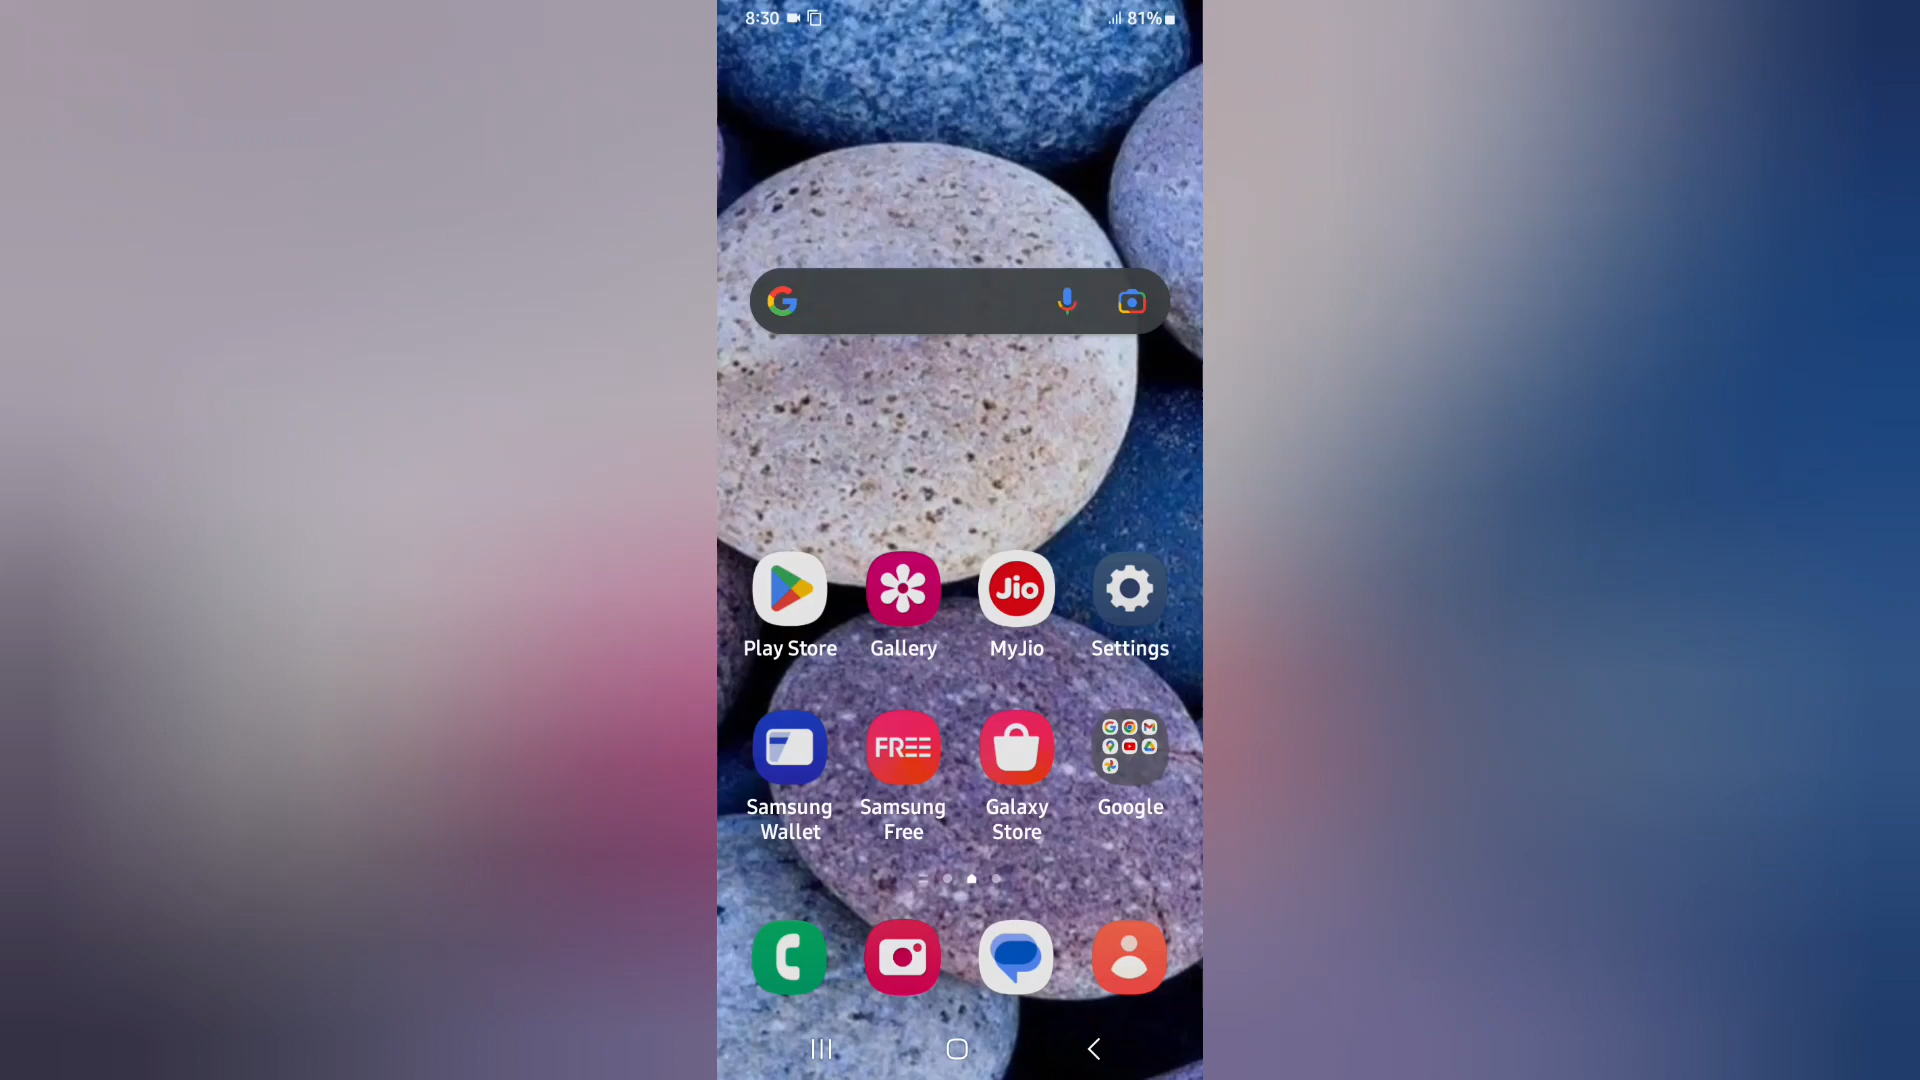 8:30 81%
Jio
Play Store Gallery MyJio Settings
FREE
Samsung Wallet
Samsung Free
Galaxy Store
Google